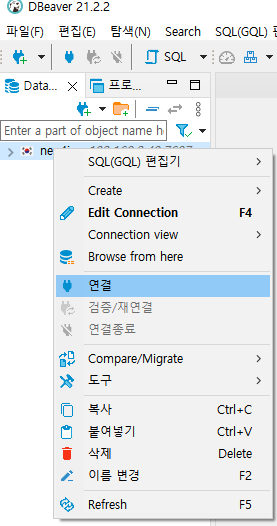 DBeaver 21.2.2
파일(F) 편집(E) 탐색(N) Search SQL(GQL)
SQL
Data... 프로...
Enter a part of object name he
SQL(GQL) 편집기
Create
Edit Connection F4
Connection view
Browse from here
연결
검증/재연결
연결종료
Compare/Migrate
도구
복사 Ctrl+C
붙여넣기 Ctrl+V
삭제 Delete
이름 변경 F2
Refresh F5